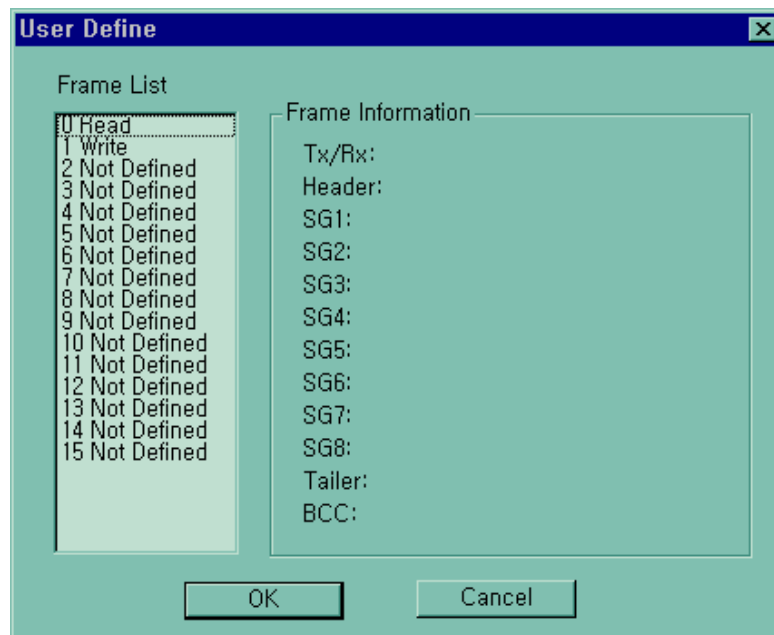 User Define
Frame List
0 Head
1 Write
2 Not Defined
3 Not Defined
4 Not Defined
5 Not Defined
6 Not Defined
7 Not Defined
8 Not Defined
9 Not Defined
10 Not Defined
11 Not Defined
12 Not Defined
13 Not Defined
14 Not Defined
15 Not Defined
Frame Information
Tx/Rx:
Header:
SG1:
SG2:
SG3:
SG4:
SG5:
SG6:
SG7:
SG8:
Tailer:
BCC:
OK
Cancel